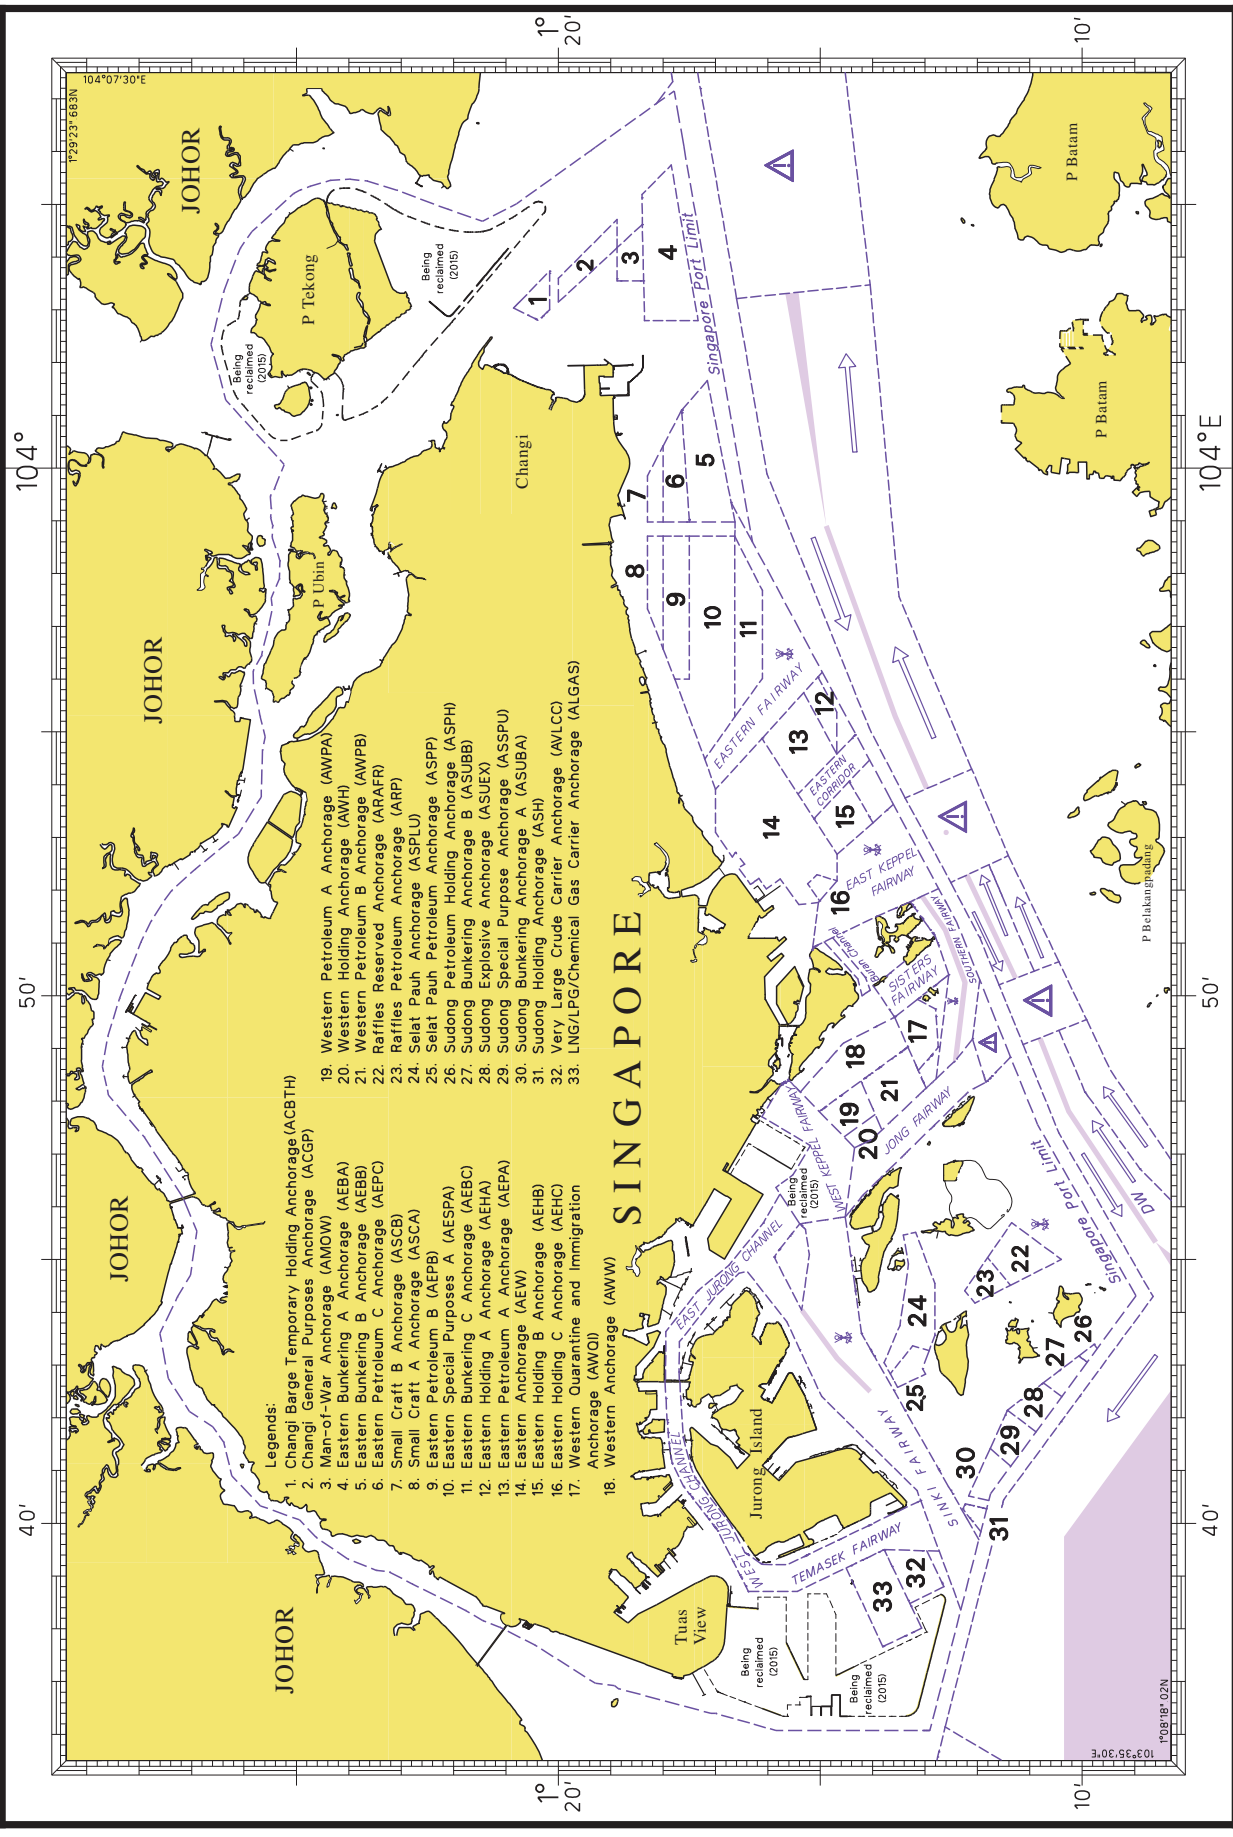 104°
50'
40'
1°29'23" 683N
104°07'30"E
1°
20'
10'
1°
20'
10'
104°E
50'
40'
103°35'30"E
1°08'18" 02N
JOHOR
JOHOR
JOHOR
JOHOR
P Tekong
Being
reclaimed
(2015)
Being
reclaimed
(2015)
P Ubin
Changi
SINGAPORE
Legends:
1. Changi Barge Temporary Holding Anchorage (ACBTH)
2. Changi General Purposes Anchorage (ACGP)
3. Man-of-War Anchorage (AMOW)
4. Eastern Bunkering A Anchorage (AEBA)
5. Eastern Bunkering B Anchorage (AEBB)
6. Eastern Petroleum C Anchorage (AEPC)
7. Small Craft B Anchorage (ASCB)
8. Small Craft A Anchorage (ASCA)
9. Eastern Petroleum B (AEPB)
10. Eastern Special Purposes A (AESPA)
11. Eastern Bunkering C Anchorage (AEBC)
12. Eastern Holding A Anchorage (AEHA)
13. Eastern Petroleum A Anchorage (AEPA)
14. Eastern Anchorage (AEW)
15. Eastern Holding B Anchorage (AEHB)
16. Eastern Holding C Anchorage (AEHC)
17. Western Quarantine and Immigration
Anchorage (AWQI)
18. Western Anchorage (AWW)
19. Western Petroleum A Anchorage (AWPA)
20. Western Holding Anchorage (AWH)
21. Western Petroleum B Anchorage (AWPB)
22. Raffles Reserved Anchorage (ARAFR)
23. Raffles Petroleum Anchorage (ARP)
24. Selat Pauh Anchorage (ASPLU)
25. Selat Pauh Petroleum Anchorage (ASPP)
26. Sudong Petroleum Holding Anchorage (ASPH)
27. Sudong Bunkering Anchorage B (ASUBB)
28. Sudong Explosive Anchorage (ASUEX)
29. Sudong Special Purpose Anchorage (ASSPU)
30. Sudong Bunkering Anchorage A (ASUBA)
31. Sudong Holding Anchorage (ASH)
32. Very Large Crude Carrier Anchorage (AVLCC)
33. LNG/LPG/Chemical Gas Carrier Anchorage (ALGAS)
1
2
3
4
5
6
7
8
9
10
11
12
13
14
15
16
17
18
19
20
21
22
23
24
25
26
27
28
29
30
31
32
33
Singapore Port Limit
EASTERN FAIRWAY
EASTERN
CORRIDOR
EAST KEPPEL
FAIRWAY
Buran Channel
SISTERS
FAIRWAY
SOUTHERN FAIRWAY
JONG FAIRWAY
WEST KEPPEL FAIRWAY
Being
reclaimed
(2015)
EAST JURONG CHANNEL
WEST JURONG CHANNEL
Jurong Island
SINKI FAIRWAY
TEMASEK FAIRWAY
Singapore Port Limit
DW
Tuas
View
Being
reclaimed
(2015)
Being
reclaimed
(2015)
P Batam
P Batam
P Belakangpadang